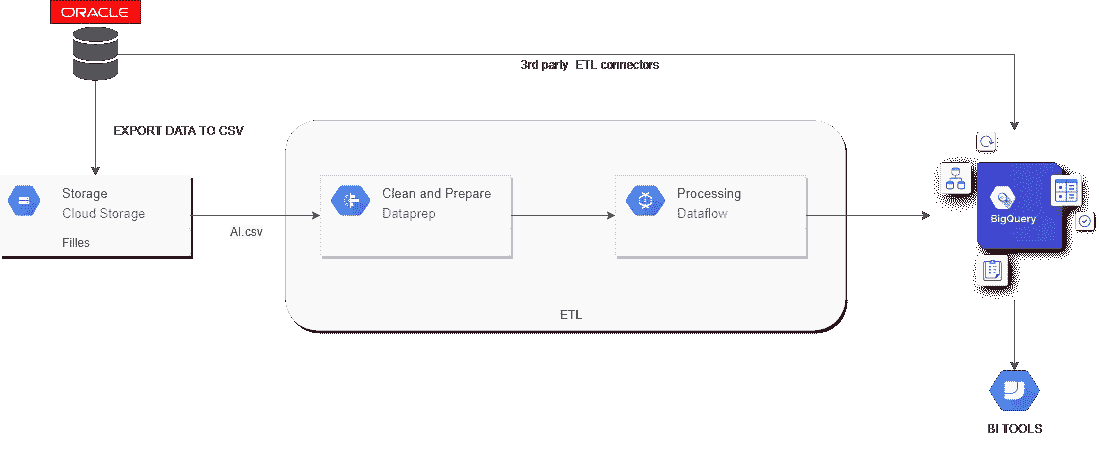 ORACLE
3rd party ETL connectors
EXPORT DATA TO CSV
Storage
Cloud Storage
Filles
AI.csv
Clean and Prepare
Dataprep
Processing
Dataflow
ETL
BigQuery
BI TOOLS